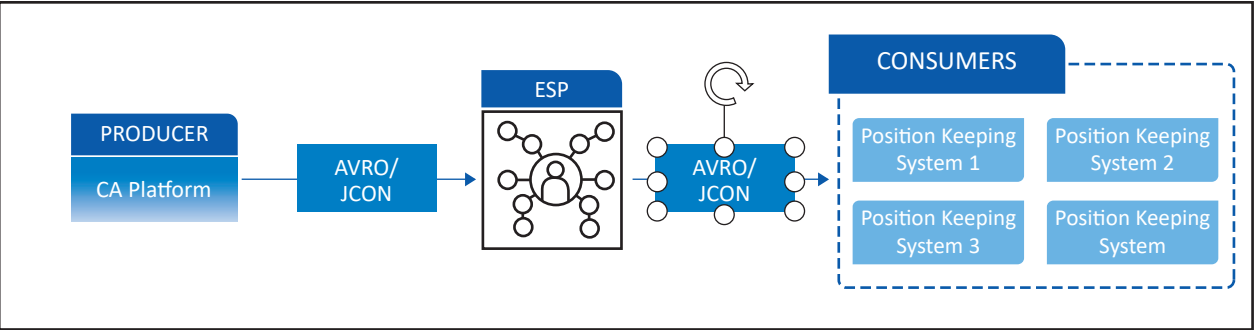 PRODUCER
CA Platform
AVRO/
JCON
ESP
AVRO/
JCON
CONSUMERS
Position Keeping
System 1
Position Keeping
System 2
Position Keeping
System 3
Position Keeping
System